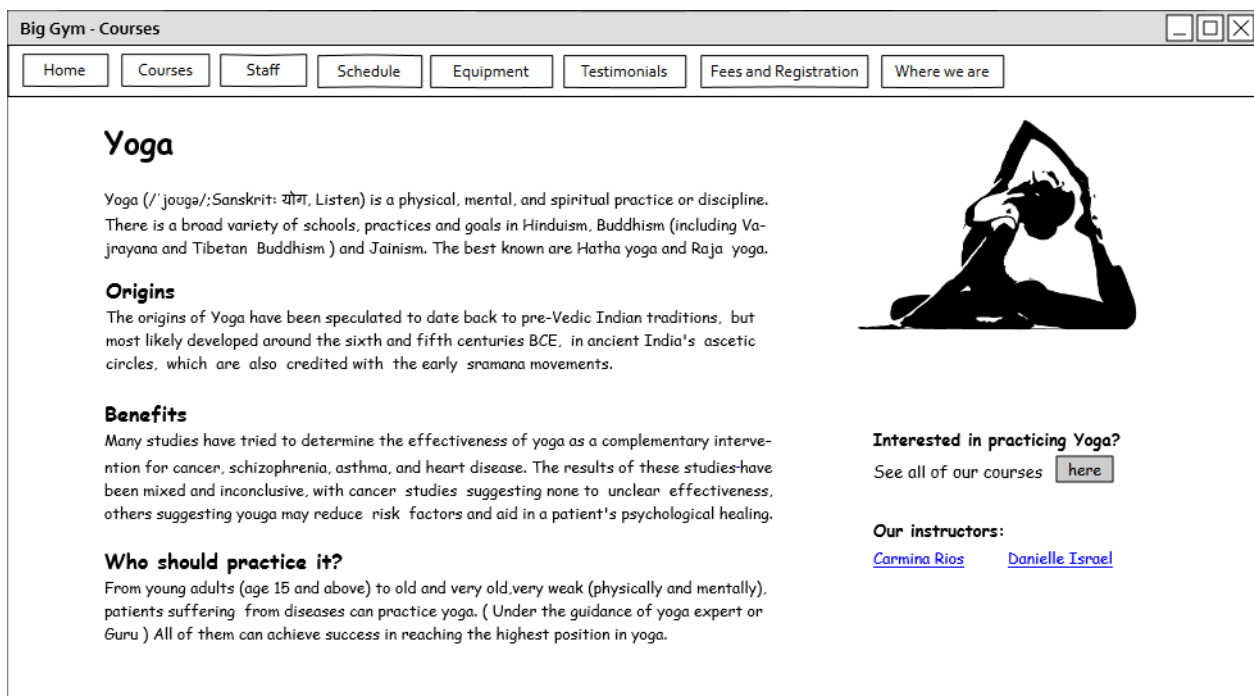 Big Gym - Courses
Home Courses Staff Schedule Equipment Testimonials Fees and Registration Where we are
Yoga
Yoga (/ˈjoʊɡə/;Sanskrit: योग, Listen) is a physical, mental, and spiritual practice or discipline.
There is a broad variety of schools, practices and goals in Hinduism, Buddhism (including Va-
jrayana and Tibetan Buddhism ) and Jainism. The best known are Hatha yoga and Raja yoga.
Origins
The origins of Yoga have been speculated to date back to pre-Vedic Indian traditions, but
most likely developed around the sixth and fifth centuries BCE, in ancient India's ascetic
circles, which are also credited with the early sramana movements.
Benefits
Many studies have tried to determine the effectiveness of yoga as a complementary interve-
ntion for cancer, schizophrenia, asthma, and heart disease. The results of these studies have
been mixed and inconclusive, with cancer studies suggesting none to unclear effectiveness,
others suggesting youga may reduce risk factors and aid in a patient's psychological healing.
Who should practice it?
From young adults (age 15 and above) to old and very old,very weak (physically and mentally),
patients suffering from diseases can practice yoga. ( Under the guidance of yoga expert or
Guru ) All of them can achieve success in reaching the highest position in yoga.
Interested in practicing Yoga?
See all of our courses here
Our instructors:
Carmina Rios Danielle Israel